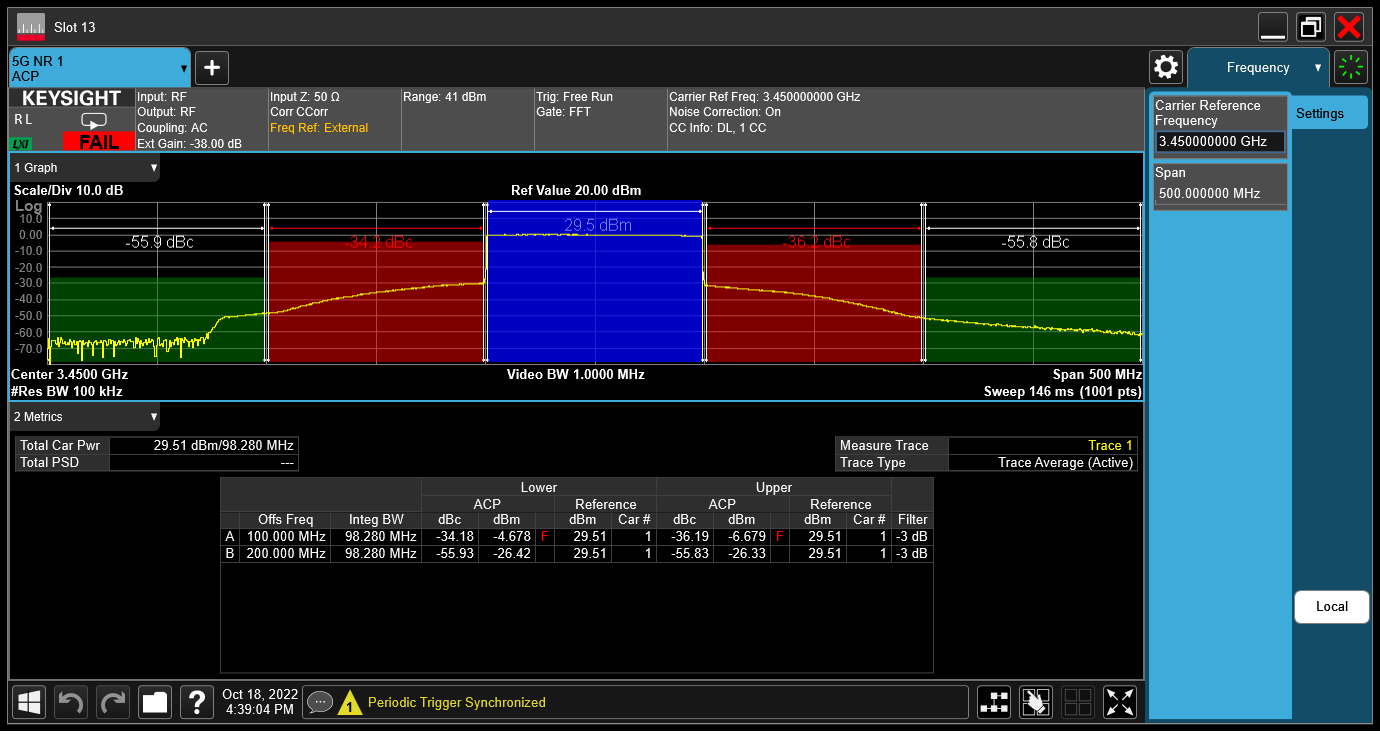 Slot 13
5G NR 1
ACP
Frequency
KEYSIGHT
R L
LXI
FAIL
Input: RF
Output: RF
Coupling: AC
Ext Gain: -38.00 dB
Input Z: 50 Ω
Corr CCorr
Freq Ref: External
Range: 41 dBm
Trig: Free Run
Gate: FFT
Carrier Ref Freq: 3.450000000 GHz
Noise Correction: On
CC Info: DL, 1 CC
Carrier Reference
Frequency
3.450000000 GHz
Span
500.000000 MHz
Settings
1 Graph
Scale/Div 10.0 dB
Ref Value 20.00 dBm
Log
10.0
0.00
-10.0
-20.0
-30.0
-40.0
-50.0
-60.0
-70.0
-55.9 dBc
-34.2 dBc
29.5 dBm
-36.2 dBc
-55.8 dBc
Center 3.4500 GHz
Video BW 1.0000 MHz
Span 500 MHz
#Res BW 100 kHz
Sweep 146 ms (1001 pts)
2 Metrics
Total Car Pwr 29.51 dBm/98.280 MHz
Total PSD ---
Measure Trace Trace 1
Trace Type Trace Average (Active)
Lower Upper
ACP Reference ACP Reference
Offs Freq Integ BW dBc dBm dBm Car # dBc dBm dBm Car # Filter
A 100.000 MHz 98.280 MHz -34.18 -4.678 F 29.51 1 -36.19 -6.679 F 29.51 1 -3 dB
B 200.000 MHz 98.280 MHz -55.93 -26.42 29.51 1 -55.83 -26.33 29.51 1 -3 dB
Local
?
Oct 18, 2022
4:39:04 PM
1
Periodic Trigger Synchronized